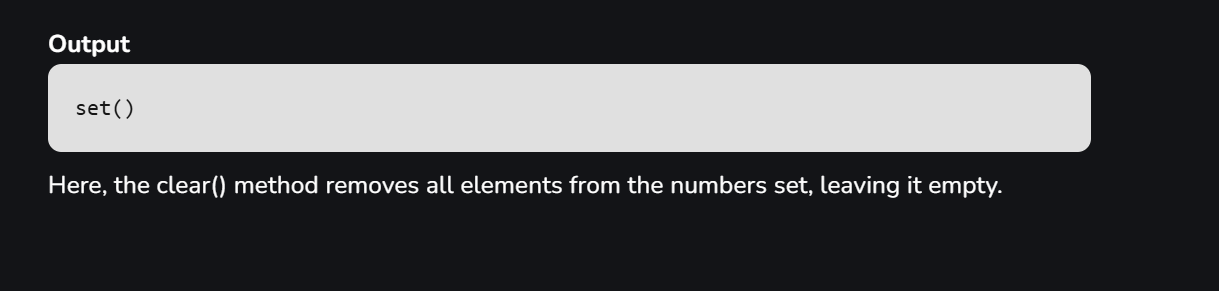 Output
set()
Here, the clear() method removes all elements from the numbers set, leaving it empty.